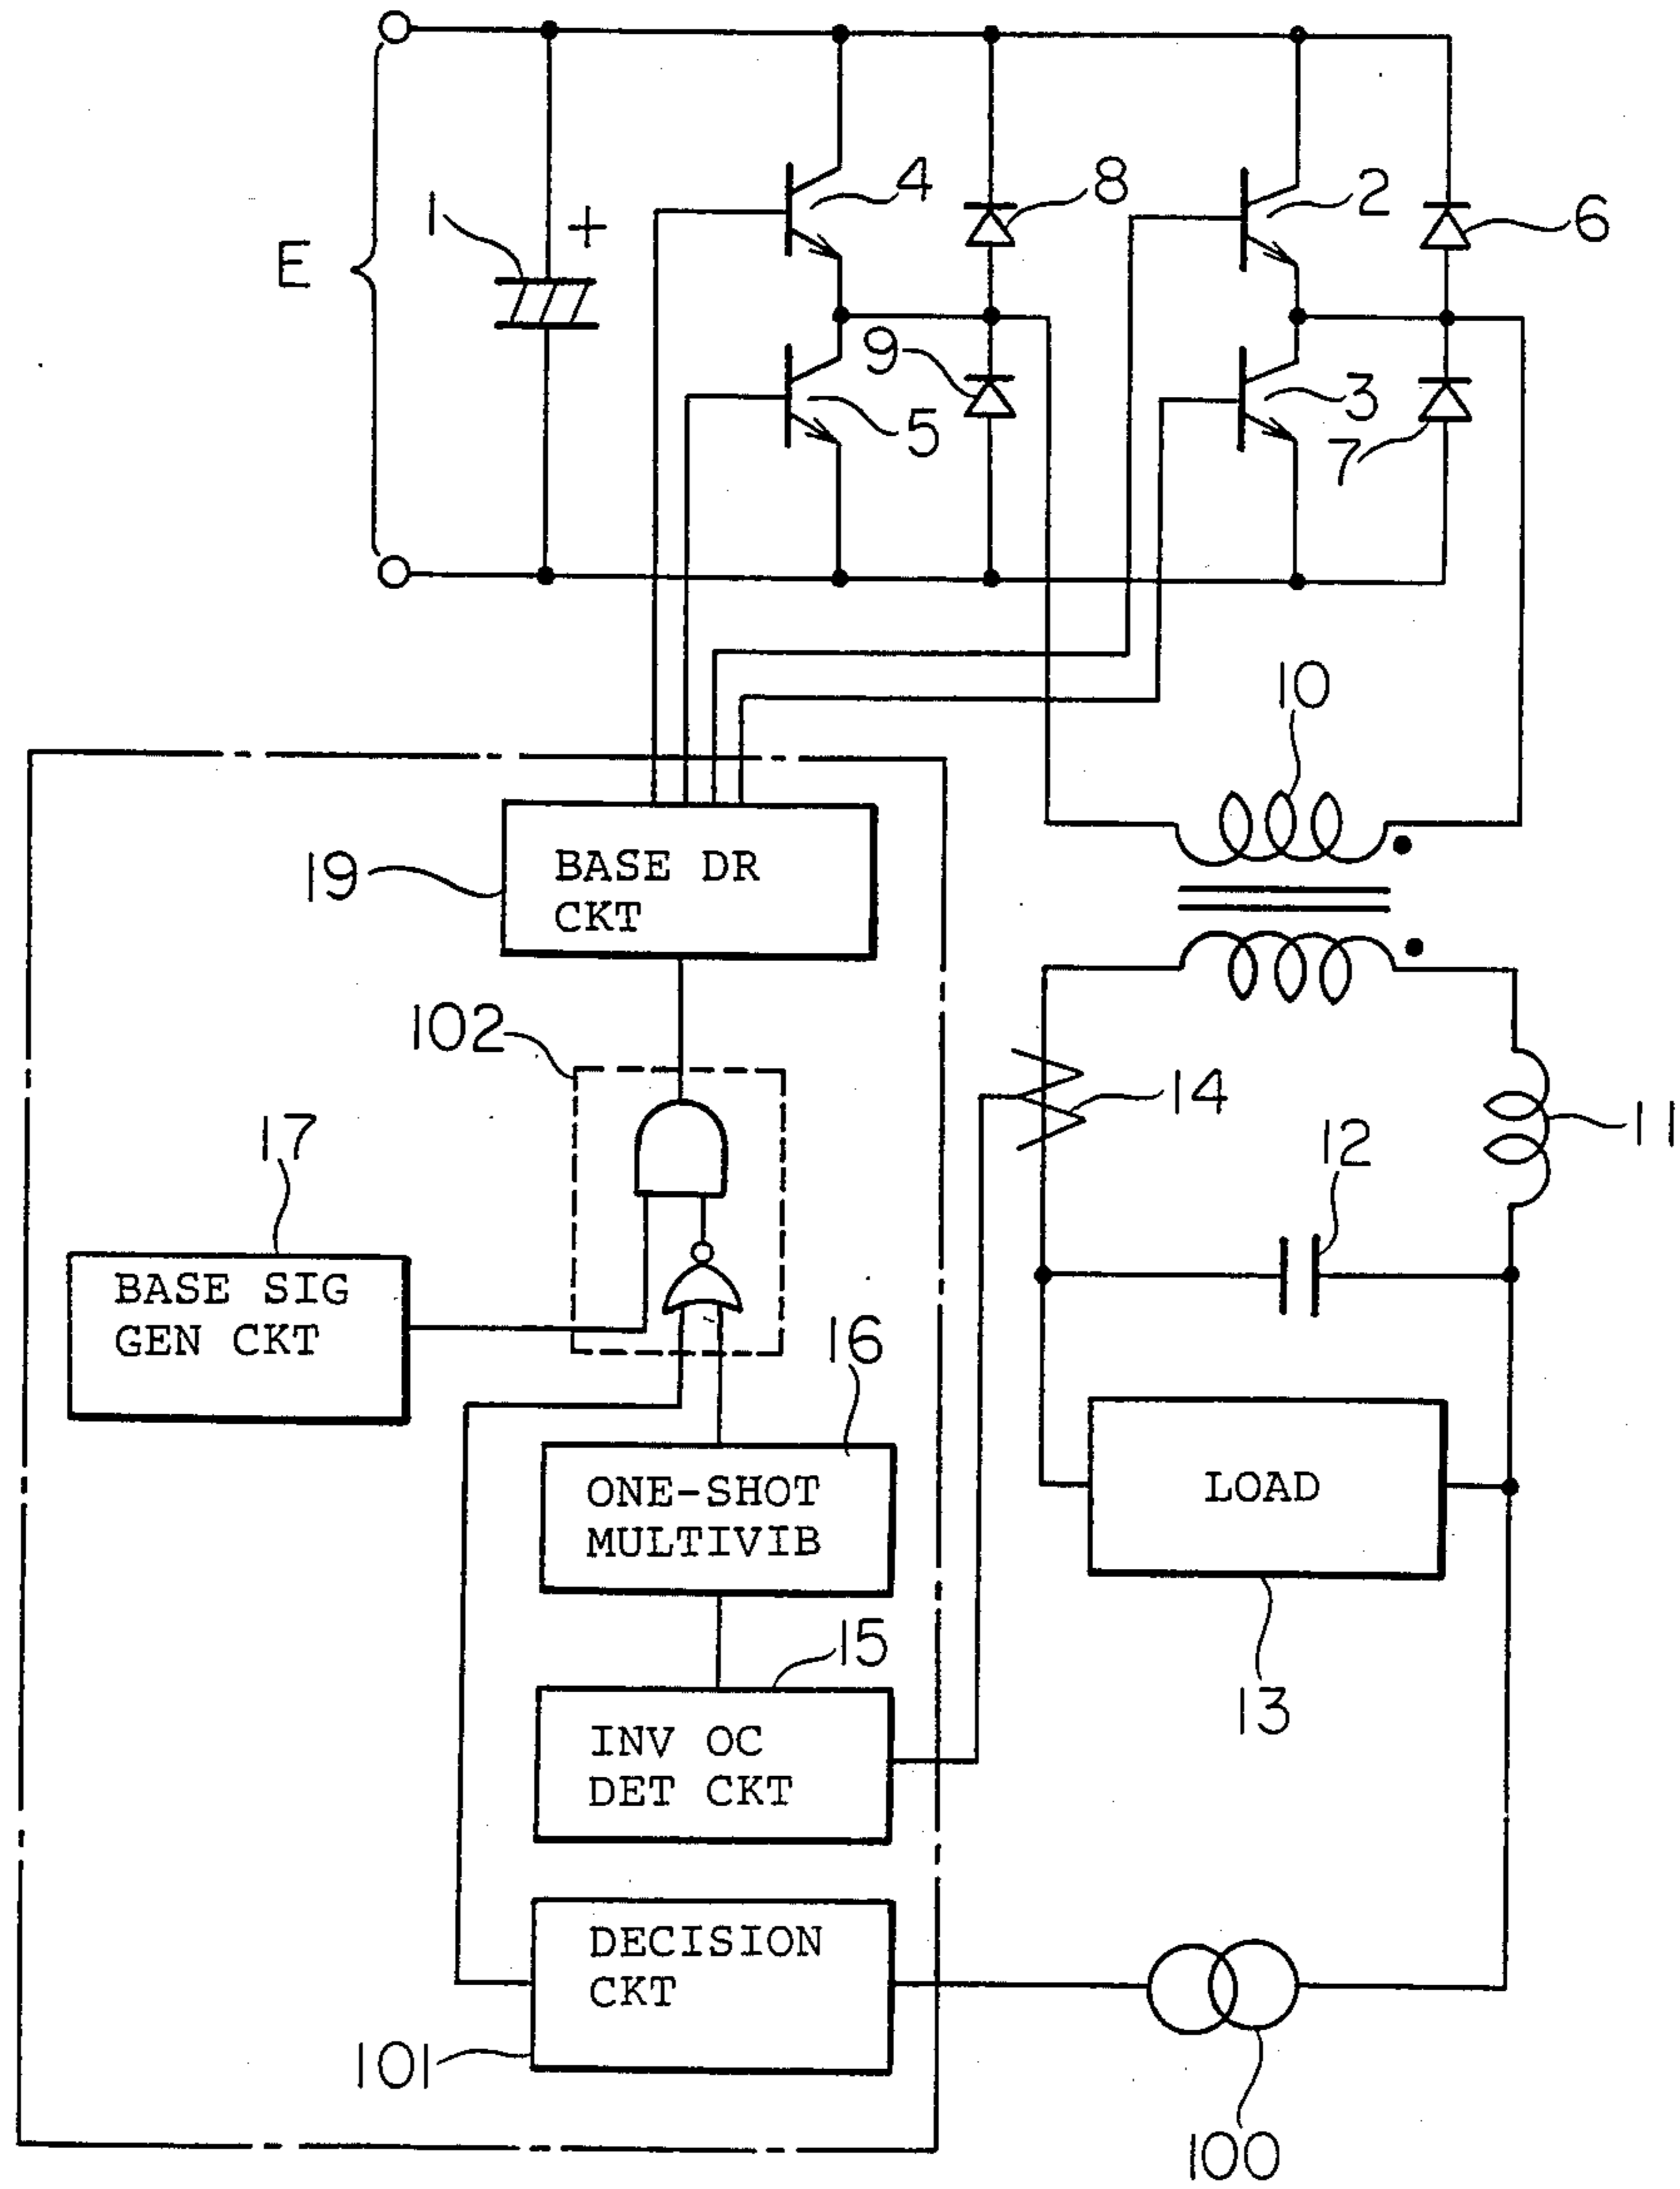 4
8
2
6
1
+
E
9
5
3
7
10
19
BASE DR
CKT
102
14
17
12
11
BASE SIG
GEN CKT
16
ONE-SHOT
MULTIVIB
LOAD
15
13
INV OC
DET CKT
DECISION
CKT
101
100